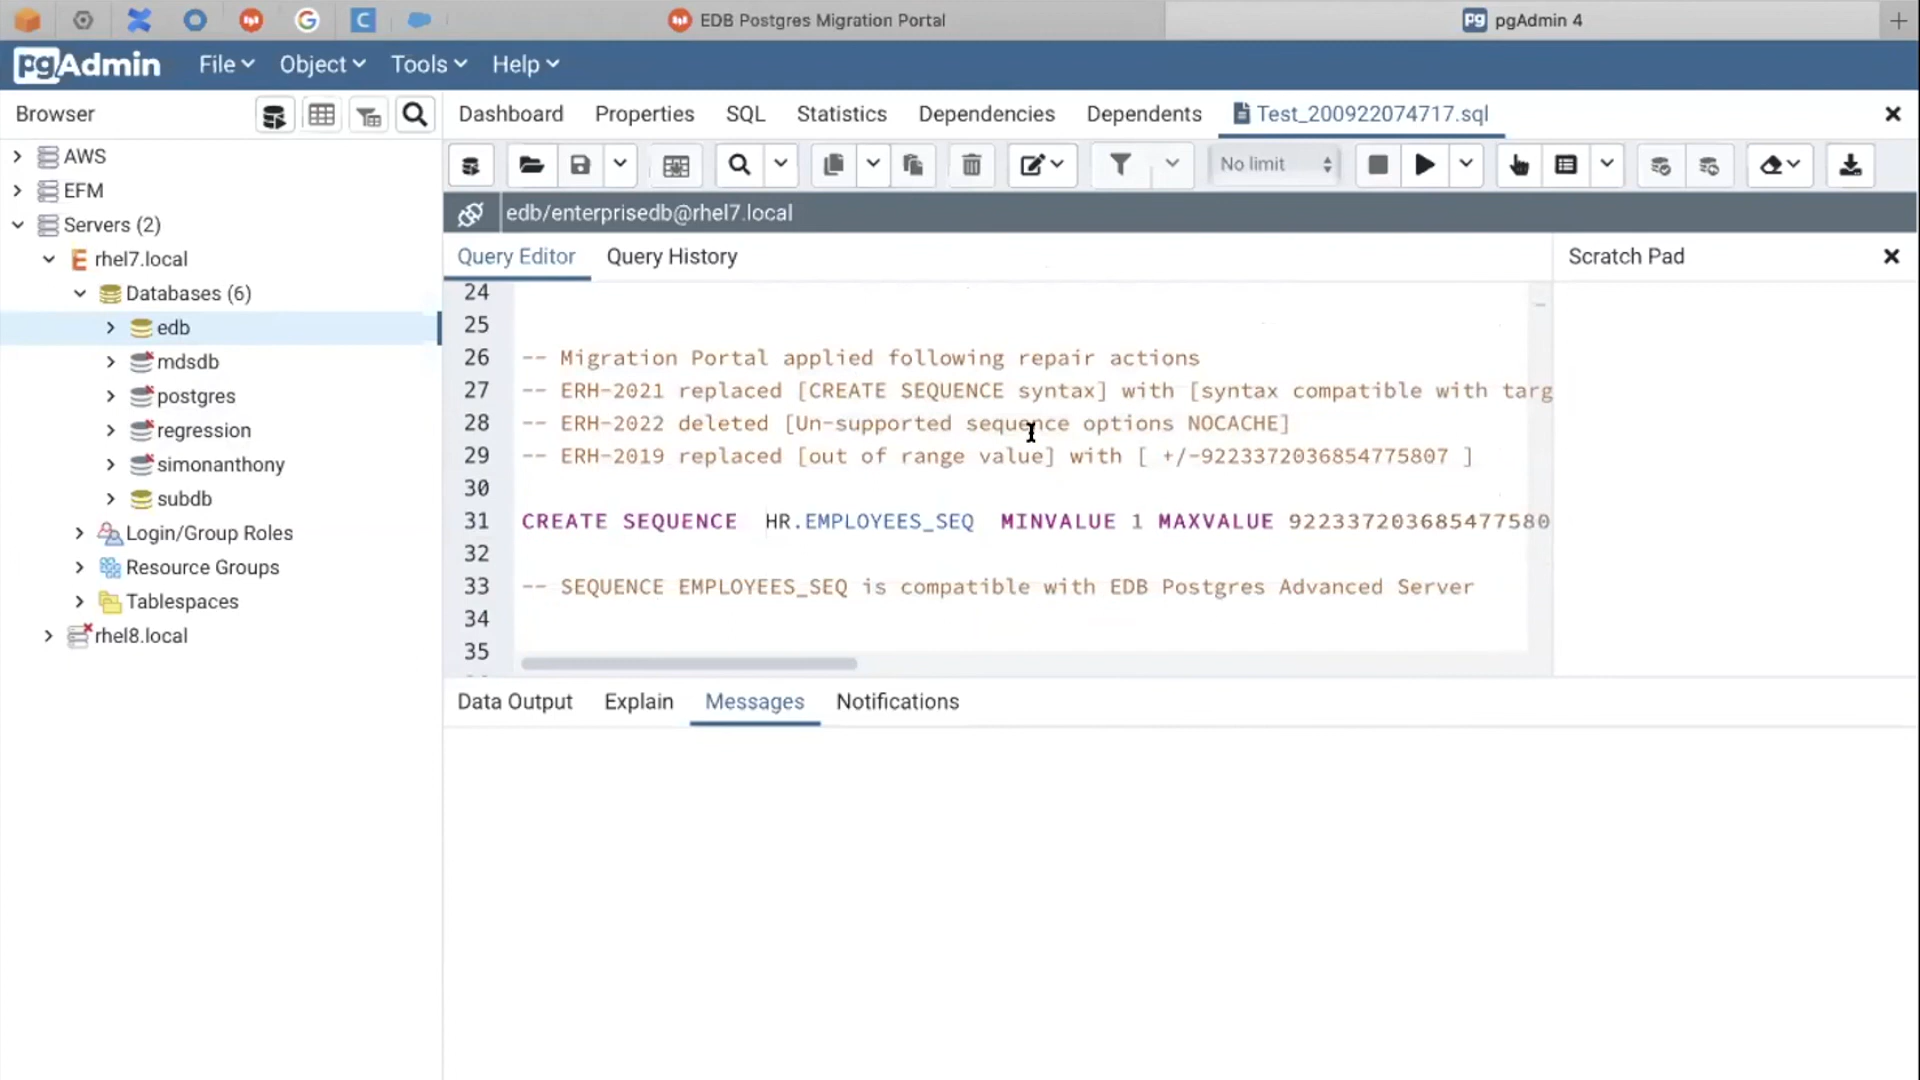 EDB Postgres Migration Portal
pgAdmin 4
pgAdmin File Object Tools Help
Browser
Dashboard Properties SQL Statistics Dependencies Dependents Test_200922074717.sql
No limit
edb/enterprisedb@rhel7.local
AWS
EFM
Servers (2)
rhel7.local
Databases (6)
edb
mdsdb
postgres
regression
simonanthony
subdb
Login/Group Roles
Resource Groups
Tablespaces
rhel8.local
Query Editor Query History
Scratch Pad
24
25
26 -- Migration Portal applied following repair actions
27 -- ERH-2021 replaced [CREATE SEQUENCE syntax] with [syntax compatible with targ
28 -- ERH-2022 deleted [Un-supported sequence options NOCACHE]
29 -- ERH-2019 replaced [out of range value] with [ +/-9223372036854775807 ]
30
31 CREATE SEQUENCE HR.EMPLOYEES_SEQ MINVALUE 1 MAXVALUE 922337203685477580
32
33 -- SEQUENCE EMPLOYEES_SEQ is compatible with EDB Postgres Advanced Server
34
35
Data Output Explain Messages Notifications